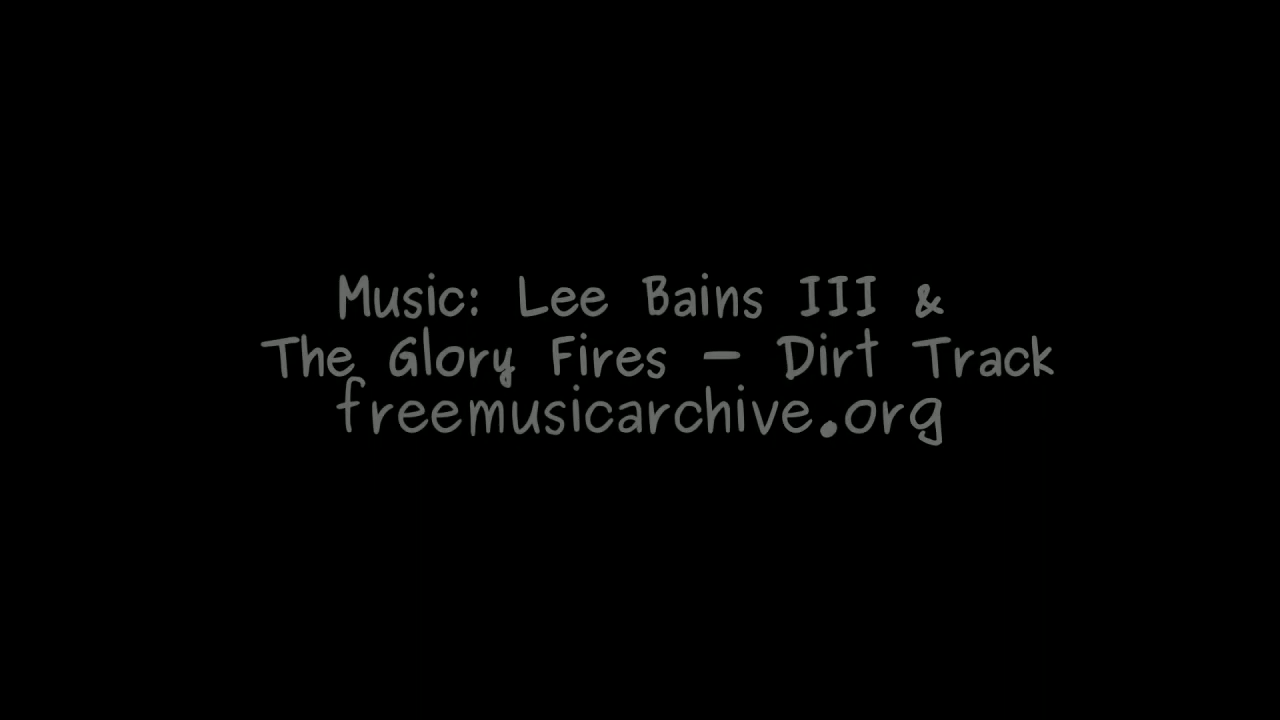 Music: Lee Bains III &
The Glory Fires - Dirt Track
freemusicarchive.org